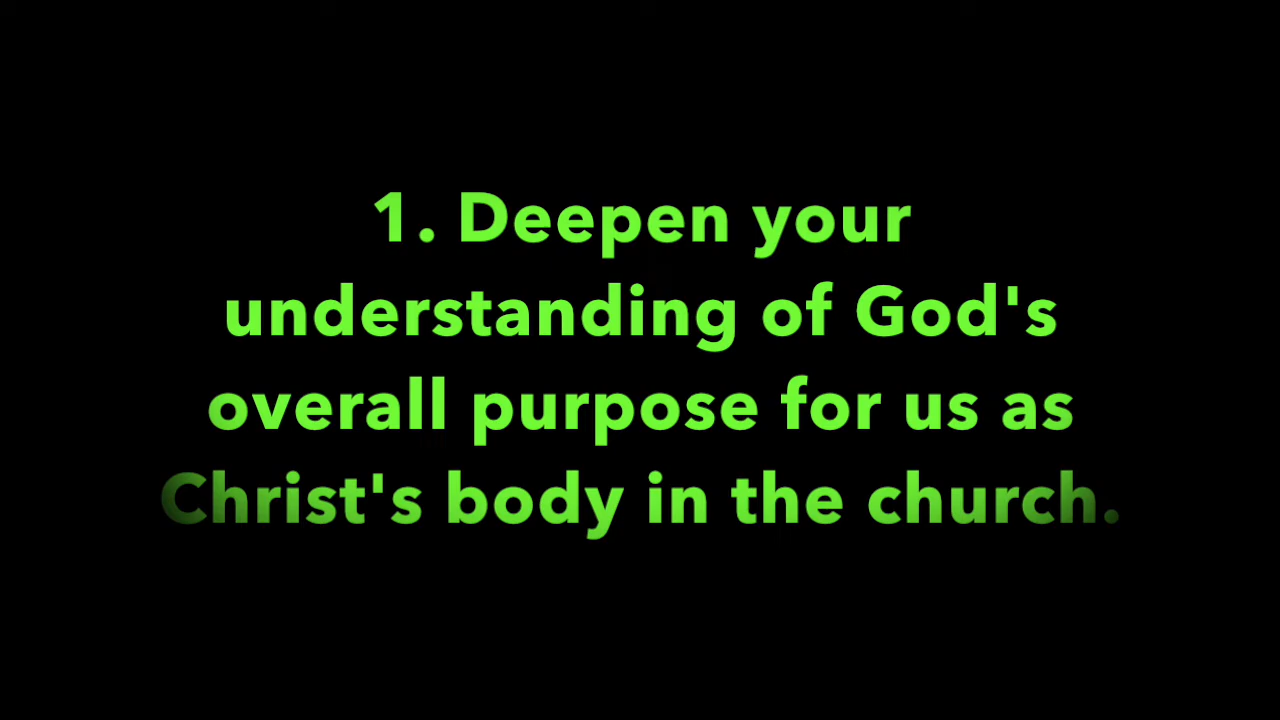 1. Deepen your
understanding of God's
overall purpose for us as
Christ's body in the church.